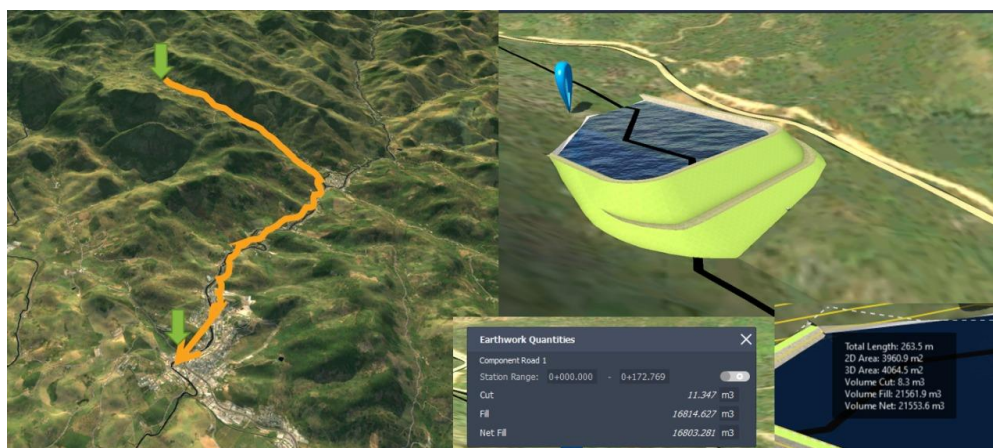 Earthwork Quantities
Component Road 1
Station Range: 0+000.000 - 0+172.769
Cut 11.347 m3
Fill 16814.627 m3
Net Fill 16803.281 m3
Total Length: 263.5 m
2D Area: 3960.9 m2
3D Area: 4064.5 m2
Volume Cut: 8.3 m3
Volume Fill: 21561.9 m3
Volume Net: 21553.6 m3